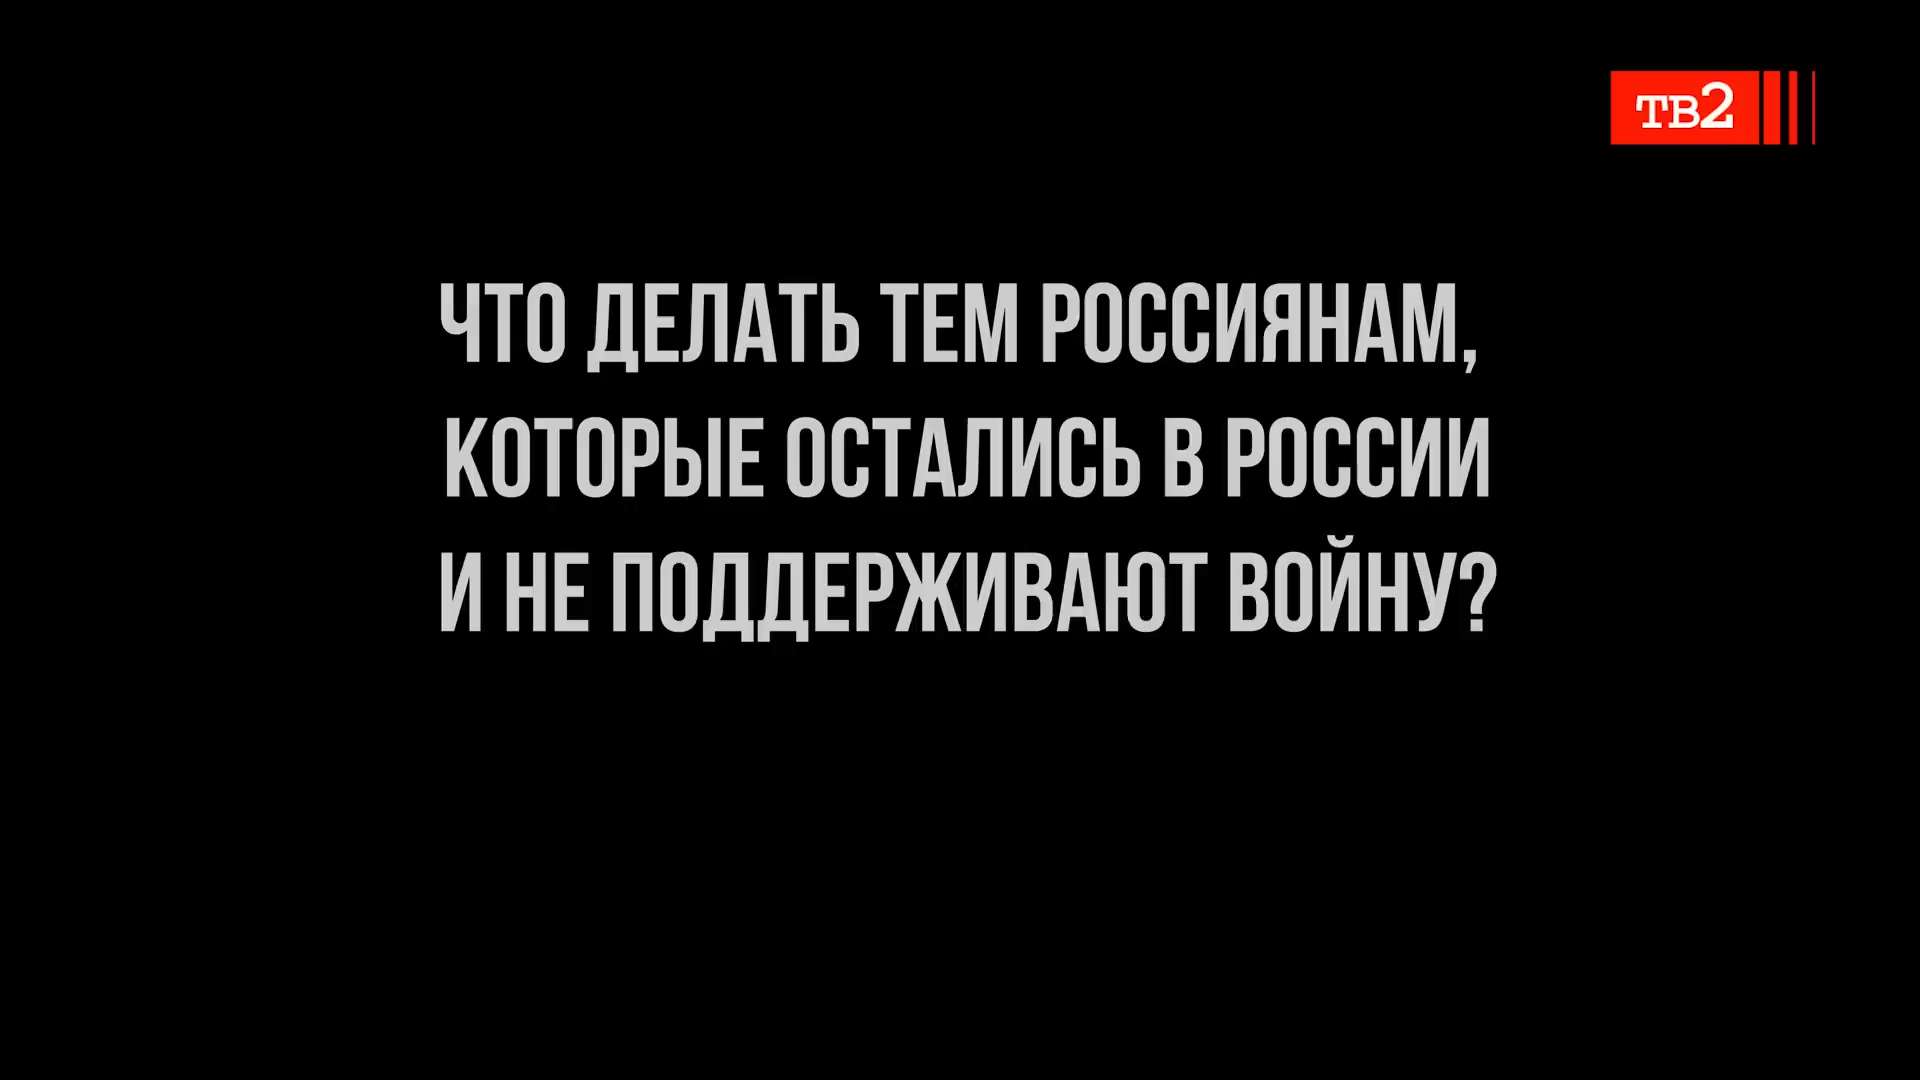 ТВ2
ЧТО ДЕЛАТЬ ТЕМ РОССИЯНАМ,
КОТОРЫЕ ОСТАЛИСЬ В РОССИИ
И НЕ ПОДДЕРЖИВАЮТ ВОЙНУ?